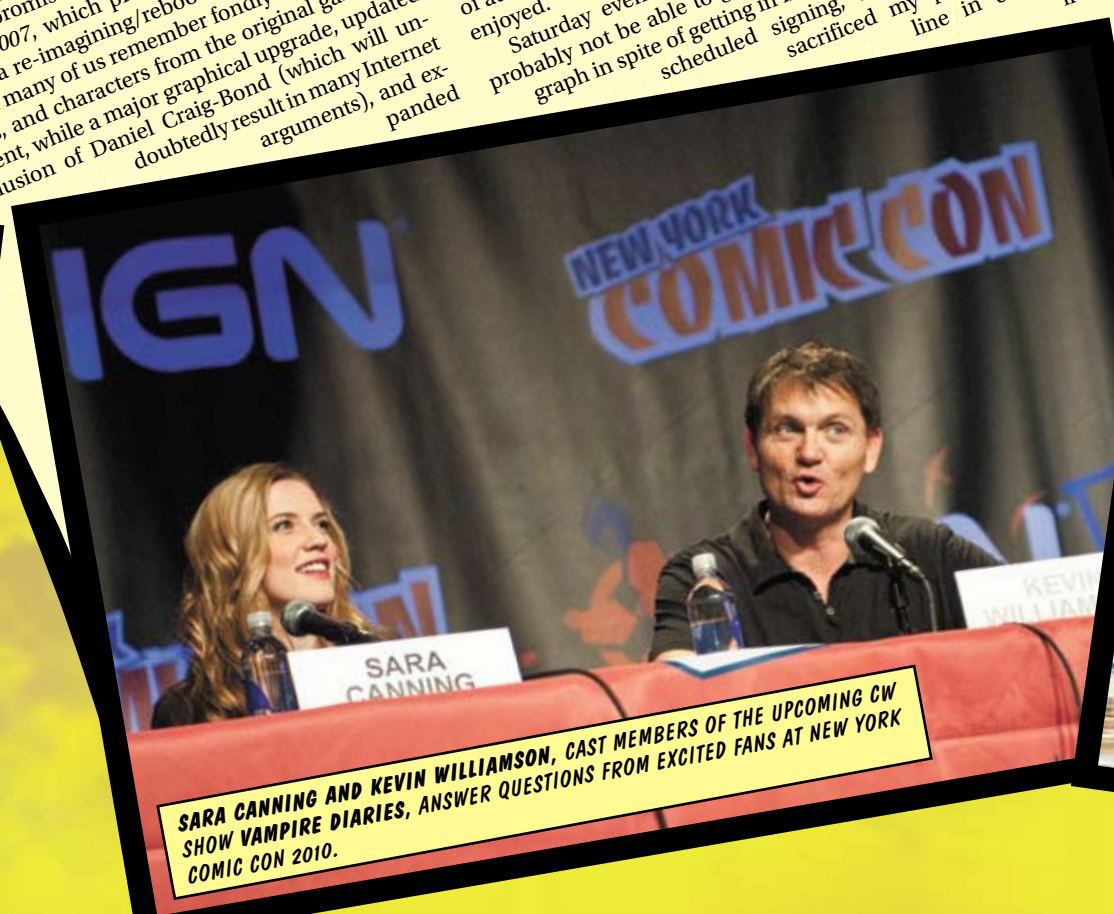 007, which
a re-imagining/reboo
many of us remember fondly
and characters from the original ga
ent, while a major graphical upgrade, updated
lusion of Daniel Craig-Bond (which will un-
doubtedly result in many Internet
arguments), and ex-
panded
enjoyed.
Saturday
probably not be able to
graph in spite of getting in
scheduled signing,
sacrificed my
line in
IGN
NEW YORK
COMIC CON
SARA
CANNING
KEVIN
WILLIAM
SARA CANNING AND KEVIN WILLIAMSON, CAST MEMBERS OF THE UPCOMING CW
SHOW VAMPIRE DIARIES, ANSWER QUESTIONS FROM EXCITED FANS AT NEW YORK
COMIC CON 2010.